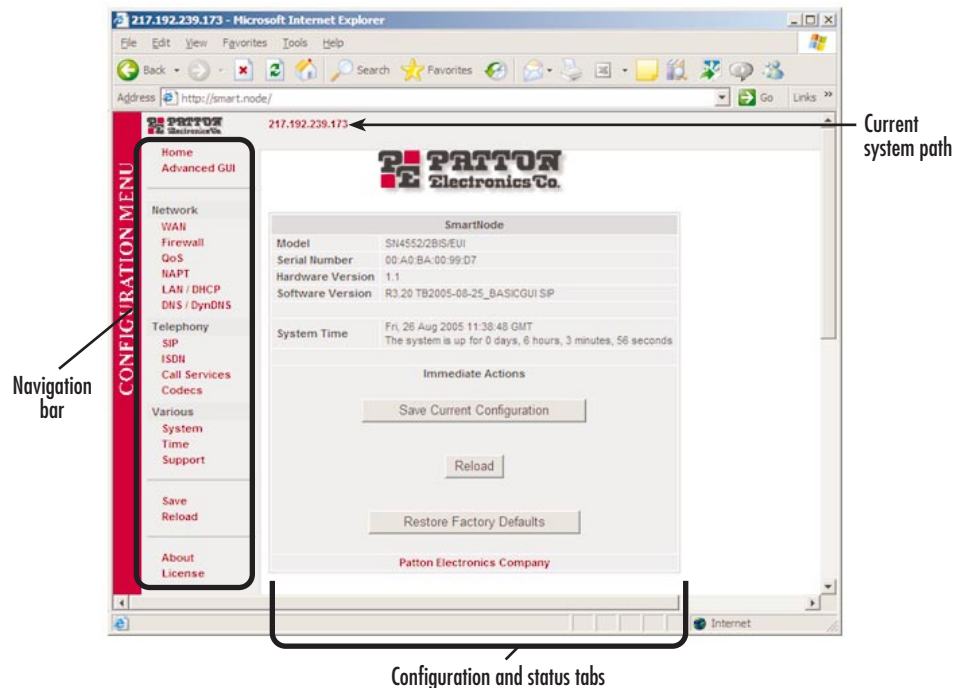 217.192.239.173 - Microsoft Internet Explorer
File Edit View Favorites Tools Help
Back Search Favorites
Address http://smart.node/ Go Links »
PATTON
Electronics Co.
217.192.239.173
Current
system path
CONFIGURATION MENU
Home
Advanced GUI
Network
WAN
Firewall
QoS
NAPT
LAN / DHCP
DNS / DynDNS
Telephony
SIP
ISDN
Call Services
Codecs
Various
System
Time
Support
Save
Reload
About
License
Navigation
bar
PATTON
Electronics Co.
SmartNode
Model SN4552/2BIS/EUI
Serial Number 00:A0:BA:00:99:D7
Hardware Version 1.1
Software Version R3.20 TB2005-08-25_BASICGUI SIP
System Time Fri, 26 Aug 2005 11:38:48 GMT
The system is up for 0 days, 6 hours, 3 minutes, 56 seconds
Immediate Actions
Save Current Configuration
Reload
Restore Factory Defaults
Patton Electronics Company
Internet
Configuration and status tabs